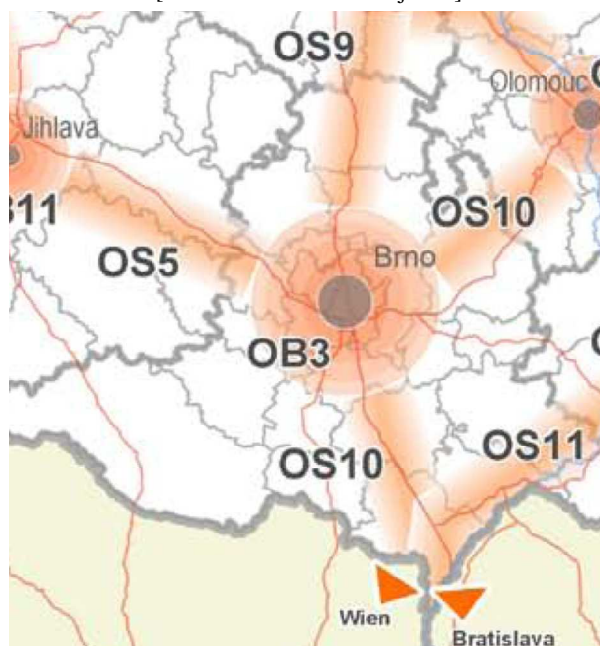 OS9
Olomouc
Jihlava
OS10
OS5
Brno
OB3
OS11
OS10
Wien
Bratislava